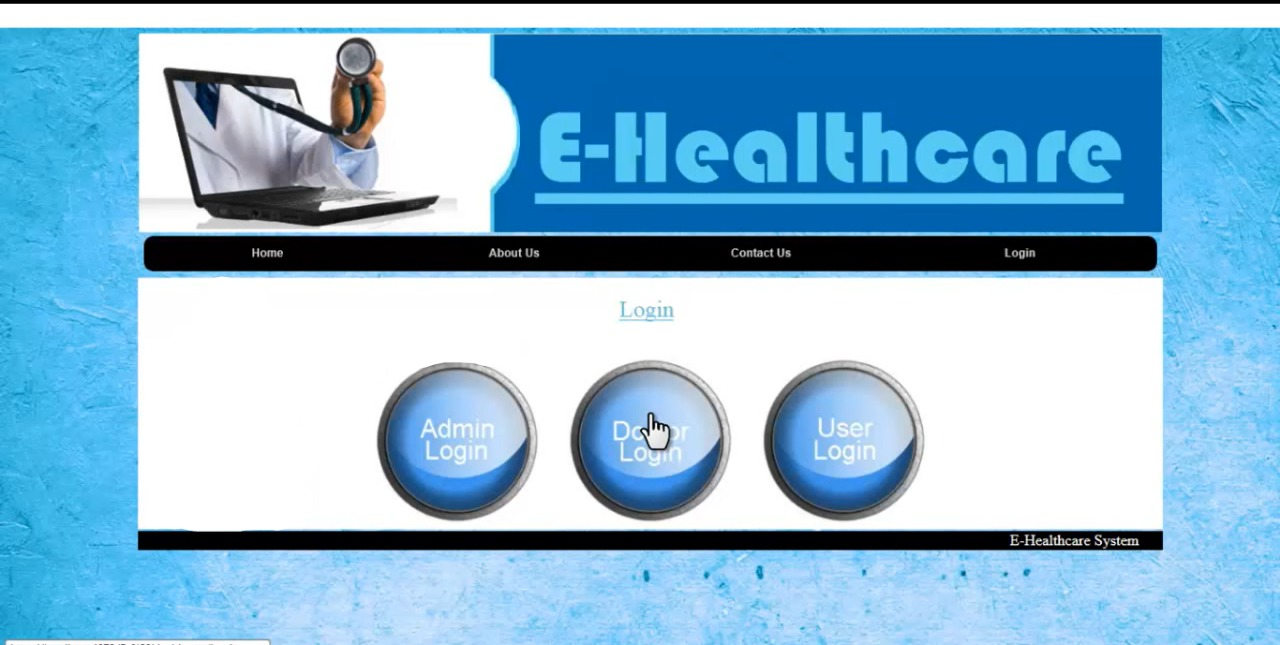 E-Healthcare
Home About Us Contact Us Login
Login
Admin Login
Login
User Login
E-Healthcare System